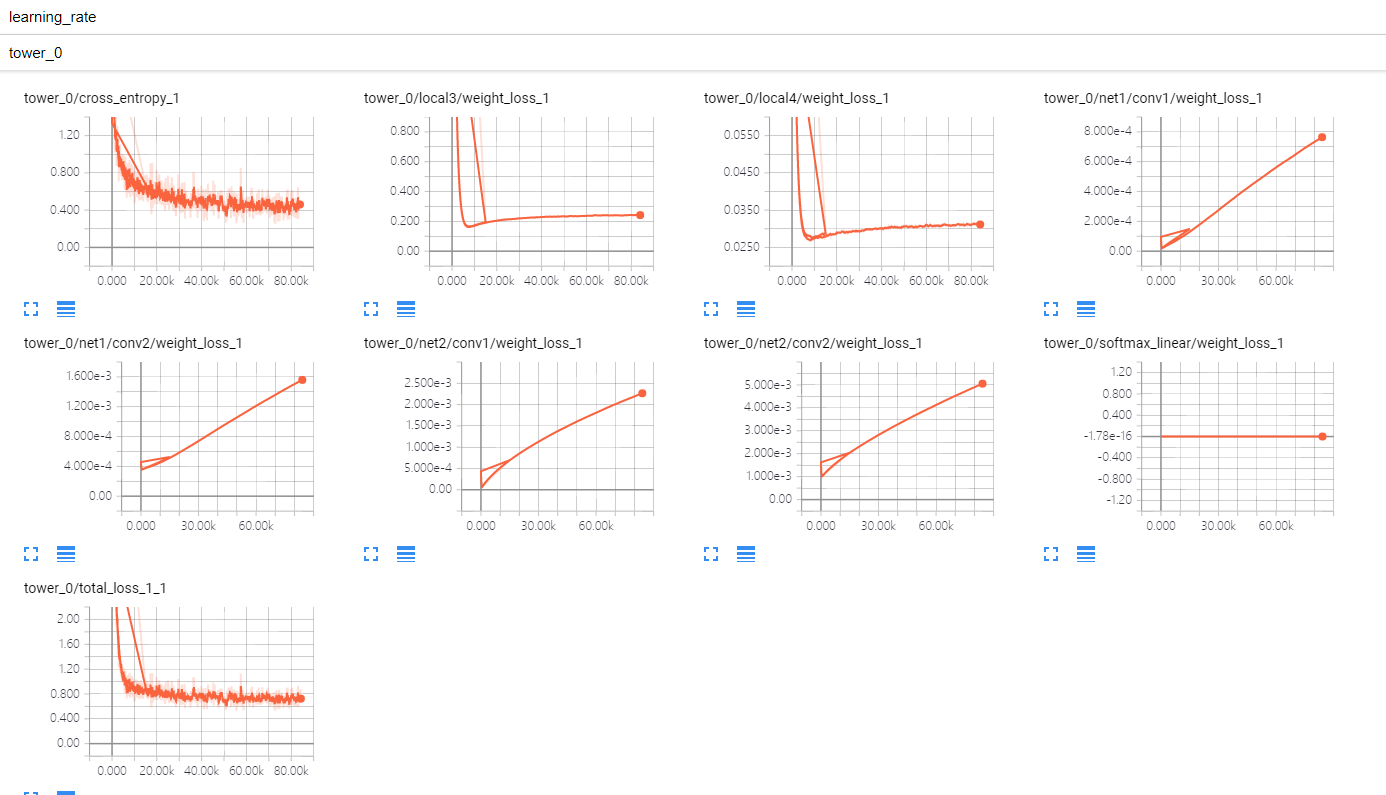 learning_rate
tower_0
tower_0/cross_entropy_1
1.20
0.800
0.400
0.00
0.000 20.00k 40.00k 60.00k 80.00k
tower_0/local3/weight_loss_1
0.800
0.600
0.400
0.200
0.00
0.000 20.00k 40.00k 60.00k 80.00k
tower_0/local4/weight_loss_1
0.0550
0.0450
0.0350
0.0250
0.000 20.00k 40.00k 60.00k 80.00k
tower_0/net1/conv1/weight_loss_1
8.000e-4
6.000e-4
4.000e-4
2.000e-4
0.00
0.000 30.00k 60.00k
tower_0/net1/conv2/weight_loss_1
1.600e-3
1.200e-3
8.000e-4
4.000e-4
0.00
0.000 30.00k 60.00k
tower_0/net2/conv1/weight_loss_1
2.500e-3
2.000e-3
1.500e-3
1.000e-3
5.000e-4
0.00
0.000 30.00k 60.00k
tower_0/net2/conv2/weight_loss_1
5.000e-3
4.000e-3
3.000e-3
2.000e-3
1.000e-3
0.00
0.000 30.00k 60.00k
tower_0/softmax_linear/weight_loss_1
1.20
0.800
0.400
-1.78e-16
-0.400
-0.800
-1.20
0.000 30.00k 60.00k
tower_0/total_loss_1_1
2.00
1.60
1.20
0.800
0.400
0.00
0.000 20.00k 40.00k 60.00k 80.00k